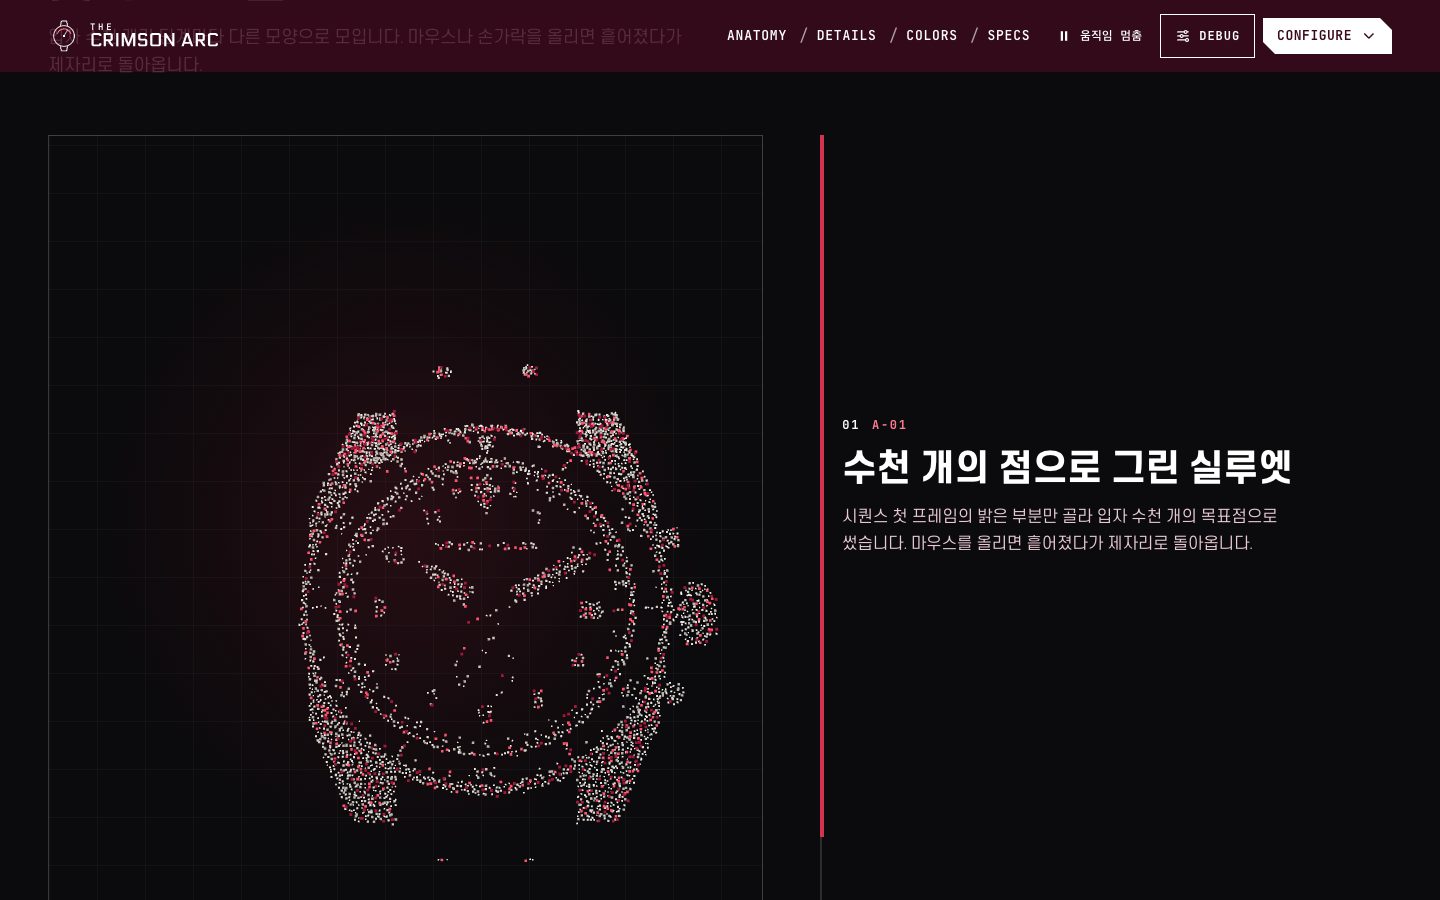 THE
CRIMSON ARC
다른 모양으로 모입니다. 마우스나 손가락을 올리면 흩어졌다가
제자리로 돌아옵니다.
ANATOMY / DETAILS / COLORS / SPECS
움직임 멈춤
DEBUG
CONFIGURE
01 A-01
수천 개의 점으로 그린 실루엣
시퀀스 첫 프레임의 밝은 부분만 골라 입자 수천 개의 목표점으로
썼습니다. 마우스를 올리면 흩어졌다가 제자리로 돌아옵니다.